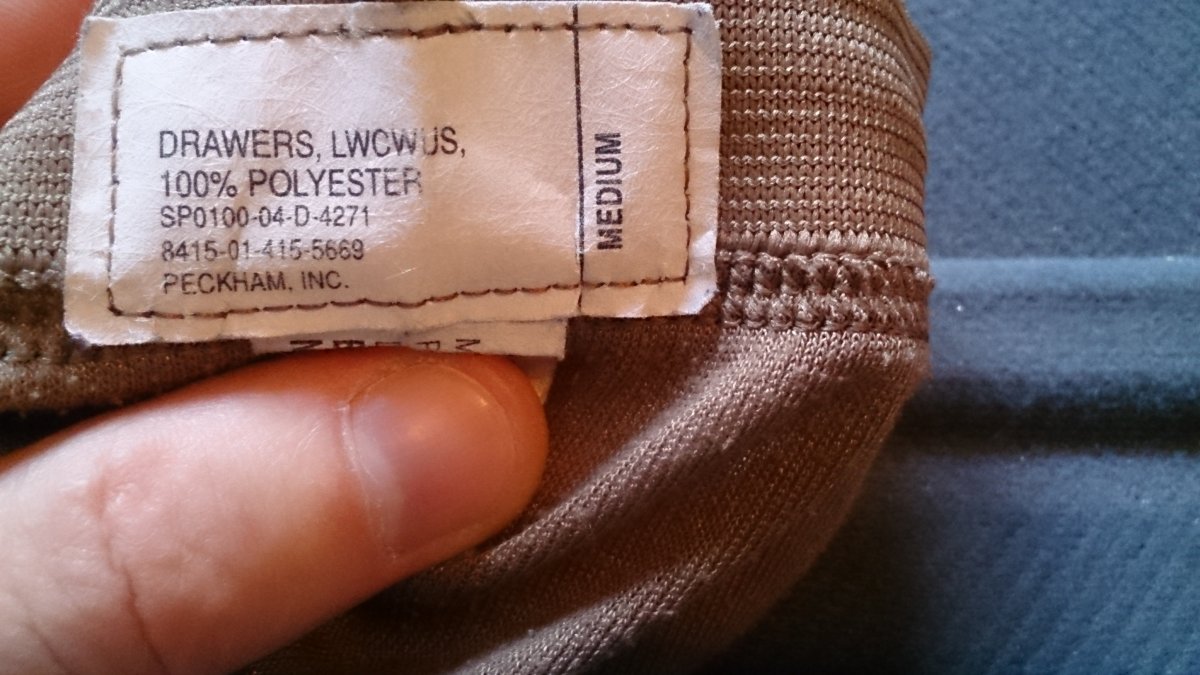 DRAWERS, LWCWUS,
100% POLYESTER
SP0100-04-D-4271
8415-01-415-5669
PECKHAM, INC.
MEDIUM